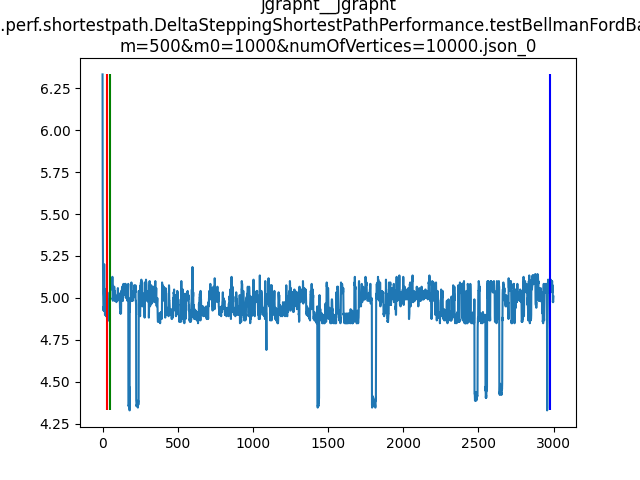 jgrapht__jgrapht
.perf.shortestpath.DeltaSteppingShortestPathPerformance.testBellmanFordBa
m=500&m0=1000&numOfVertices=10000.json_0
6.25
6.00
5.75
5.50
5.25
5.00
4.75
4.50
4.25
0 500 1000 1500 2000 2500 3000